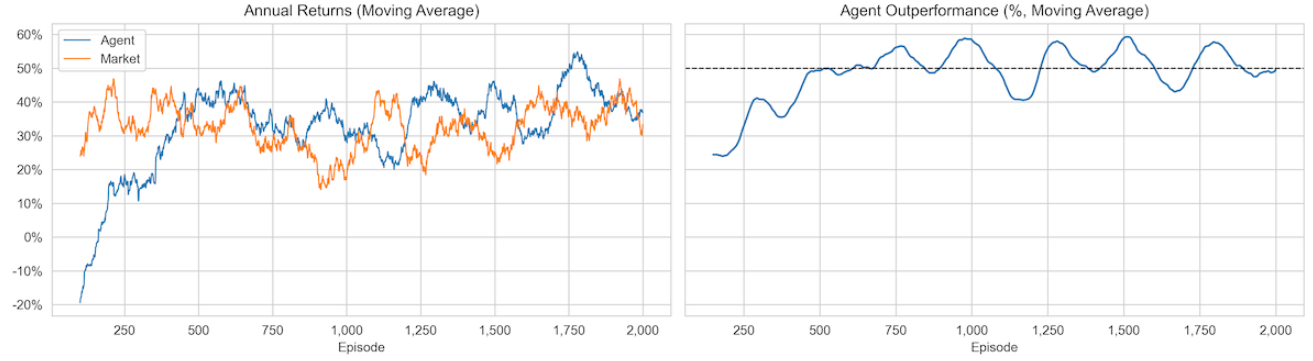 Annual Returns (Moving Average)
60%
50%
40%
30%
20%
10%
0%
-10%
-20%
Agent
Market
250 500 750 1,000 1,250 1,500 1,750 2,000
Episode
Agent Outperformance (%, Moving Average)
250 500 750 1,000 1,250 1,500 1,750 2,000
Episode